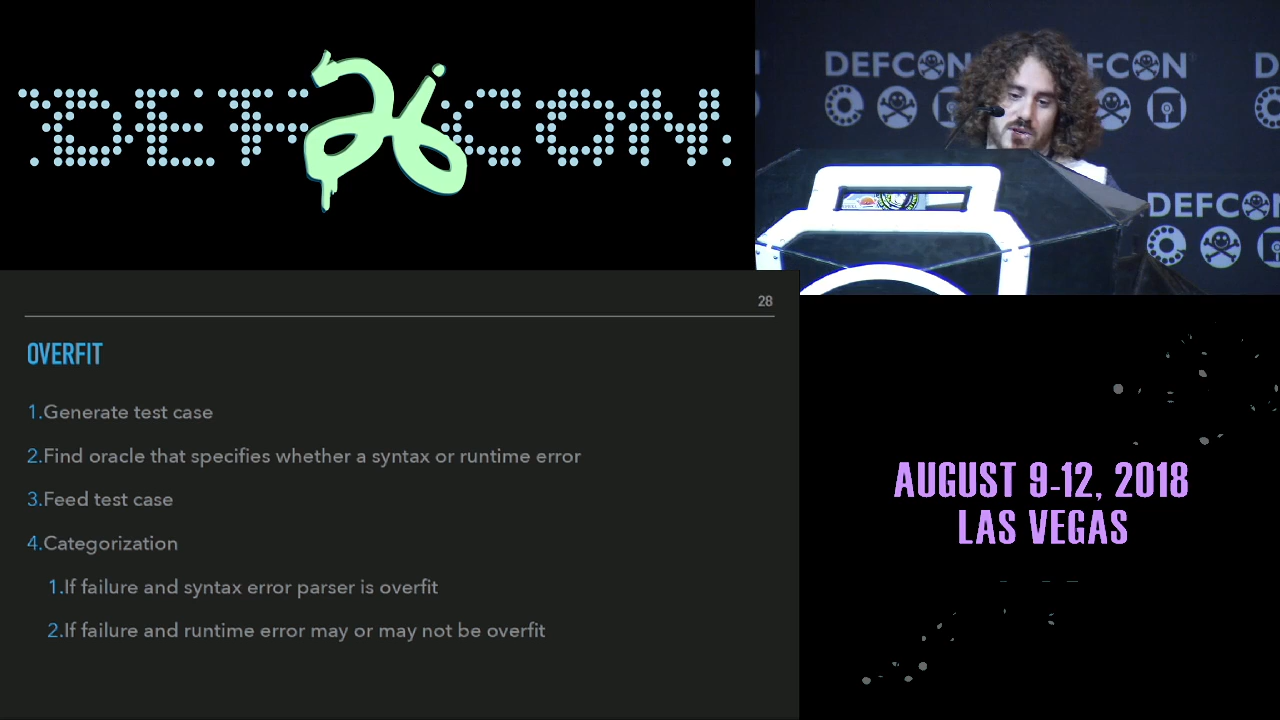 DEF CON
26
DEFCON
DEFCON
D
DEFCON
28
OVERFIT
1.Generate test case
2.Find oracle that specifies whether a syntax or runtime error
3.Feed test case
4.Categorization
1.If failure and syntax error parser is overfit
2.If failure and runtime error may or may not be overfit
AUGUST 9-12, 2018
LAS VEGAS